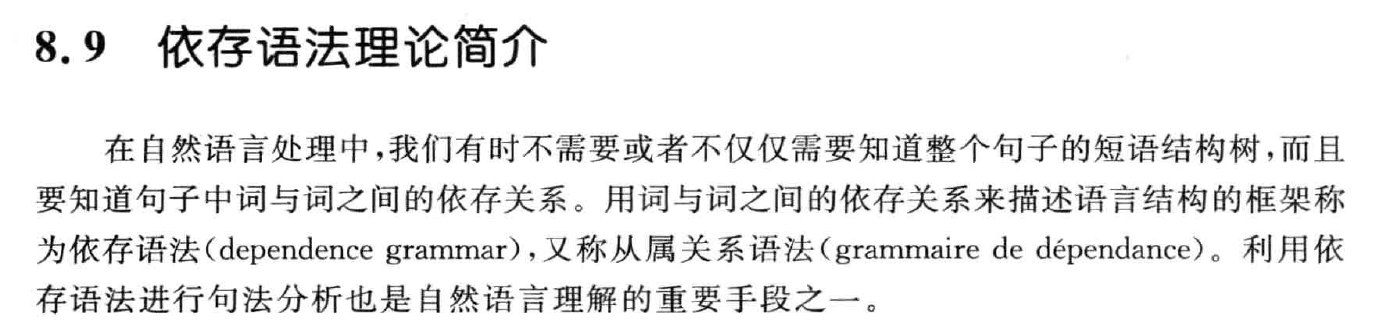 8.9 依存语法理论简介
在自然语言处理中,我们有时不需要或者不仅仅需要知道整个句子的短语结构树,而且
要知道句子中词与词之间的依存关系。用词与词之间的依存关系来描述语言结构的框架称
为依存语法(dependence grammar),又称从属关系语法(grammaire de dépendance)。利用依
存语法进行句法分析也是自然语言理解的重要手段之一。